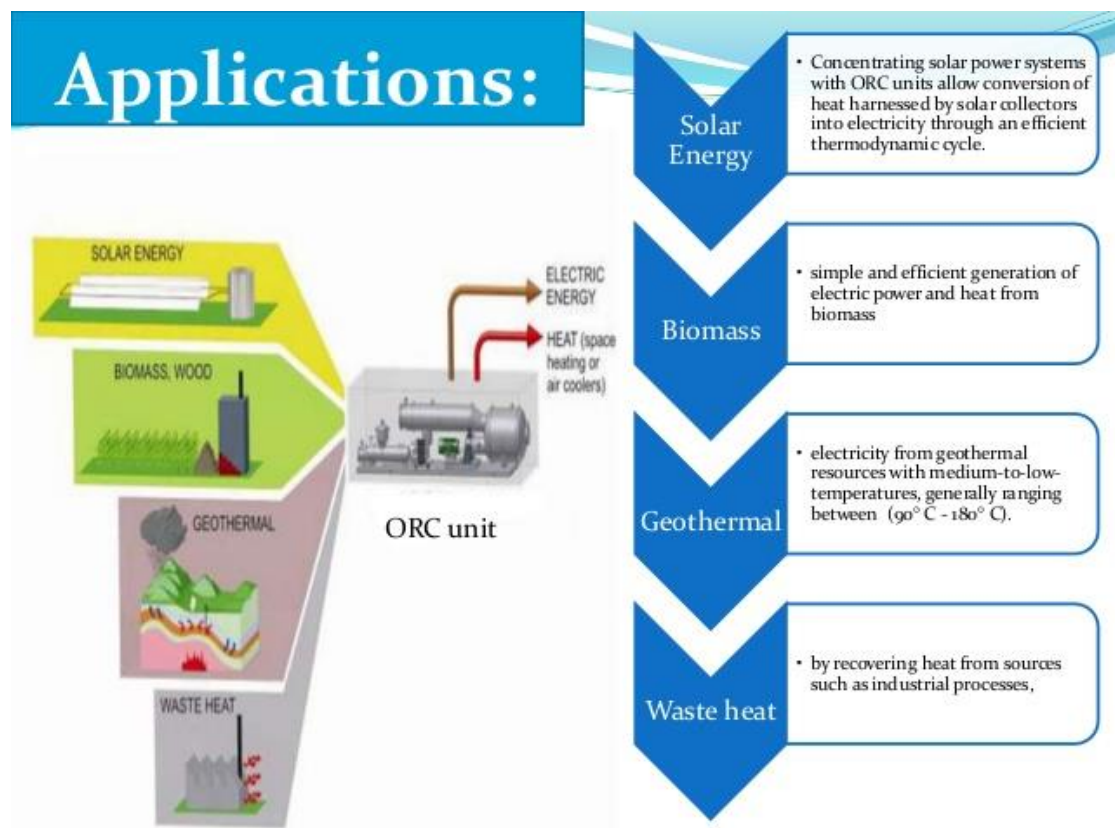 Applications:
SOLAR ENERGY
BIOMASS, WOOD
GEOTHERMAL
WASTE HEAT
ELECTRIC
ENERGY
HEAT (space
heating or
air coolers)
ORC unit
Solar
Energy
• Concentrating solar power systems
with ORC units allow conversion of
heat harnessed by solar collectors
into electricity through an efficient
thermodynamic cycle.
Biomass
• simple and efficient generation of
electric power and heat from
biomass
Geothermal
• electricity from geothermal
resources with medium-to-low-
temperatures, generally ranging
between (90° C - 180° C).
Waste heat
• by recovering heat from sources
such as industrial processes,